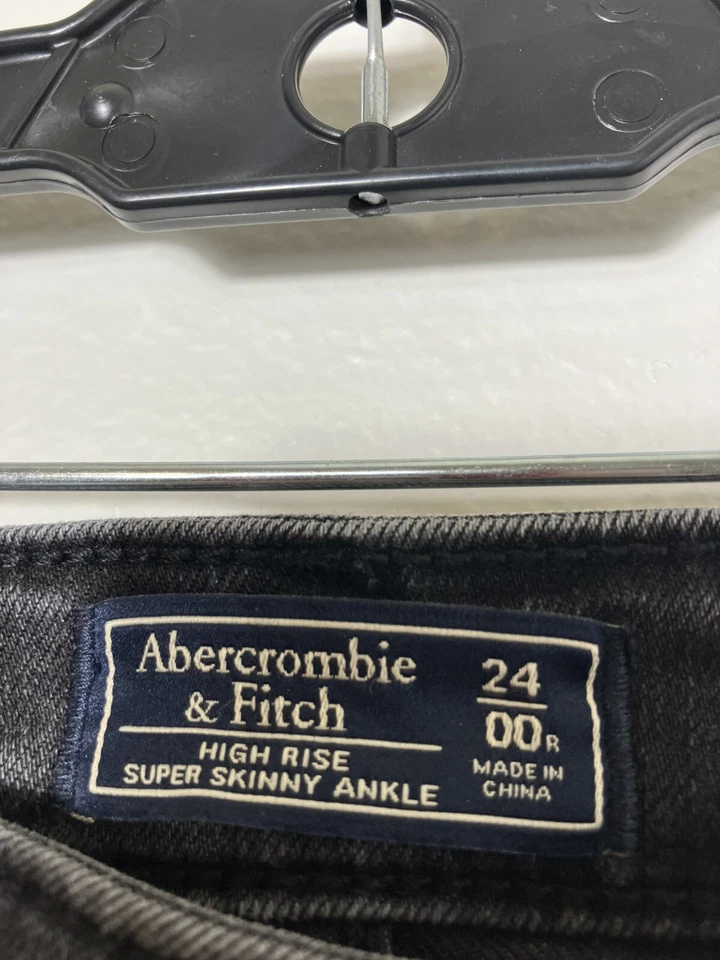 Abercrombie
& Fitch
HIGH RISE
SUPER SKINNY ANKLE
24
00R
MADE IN
CHINA